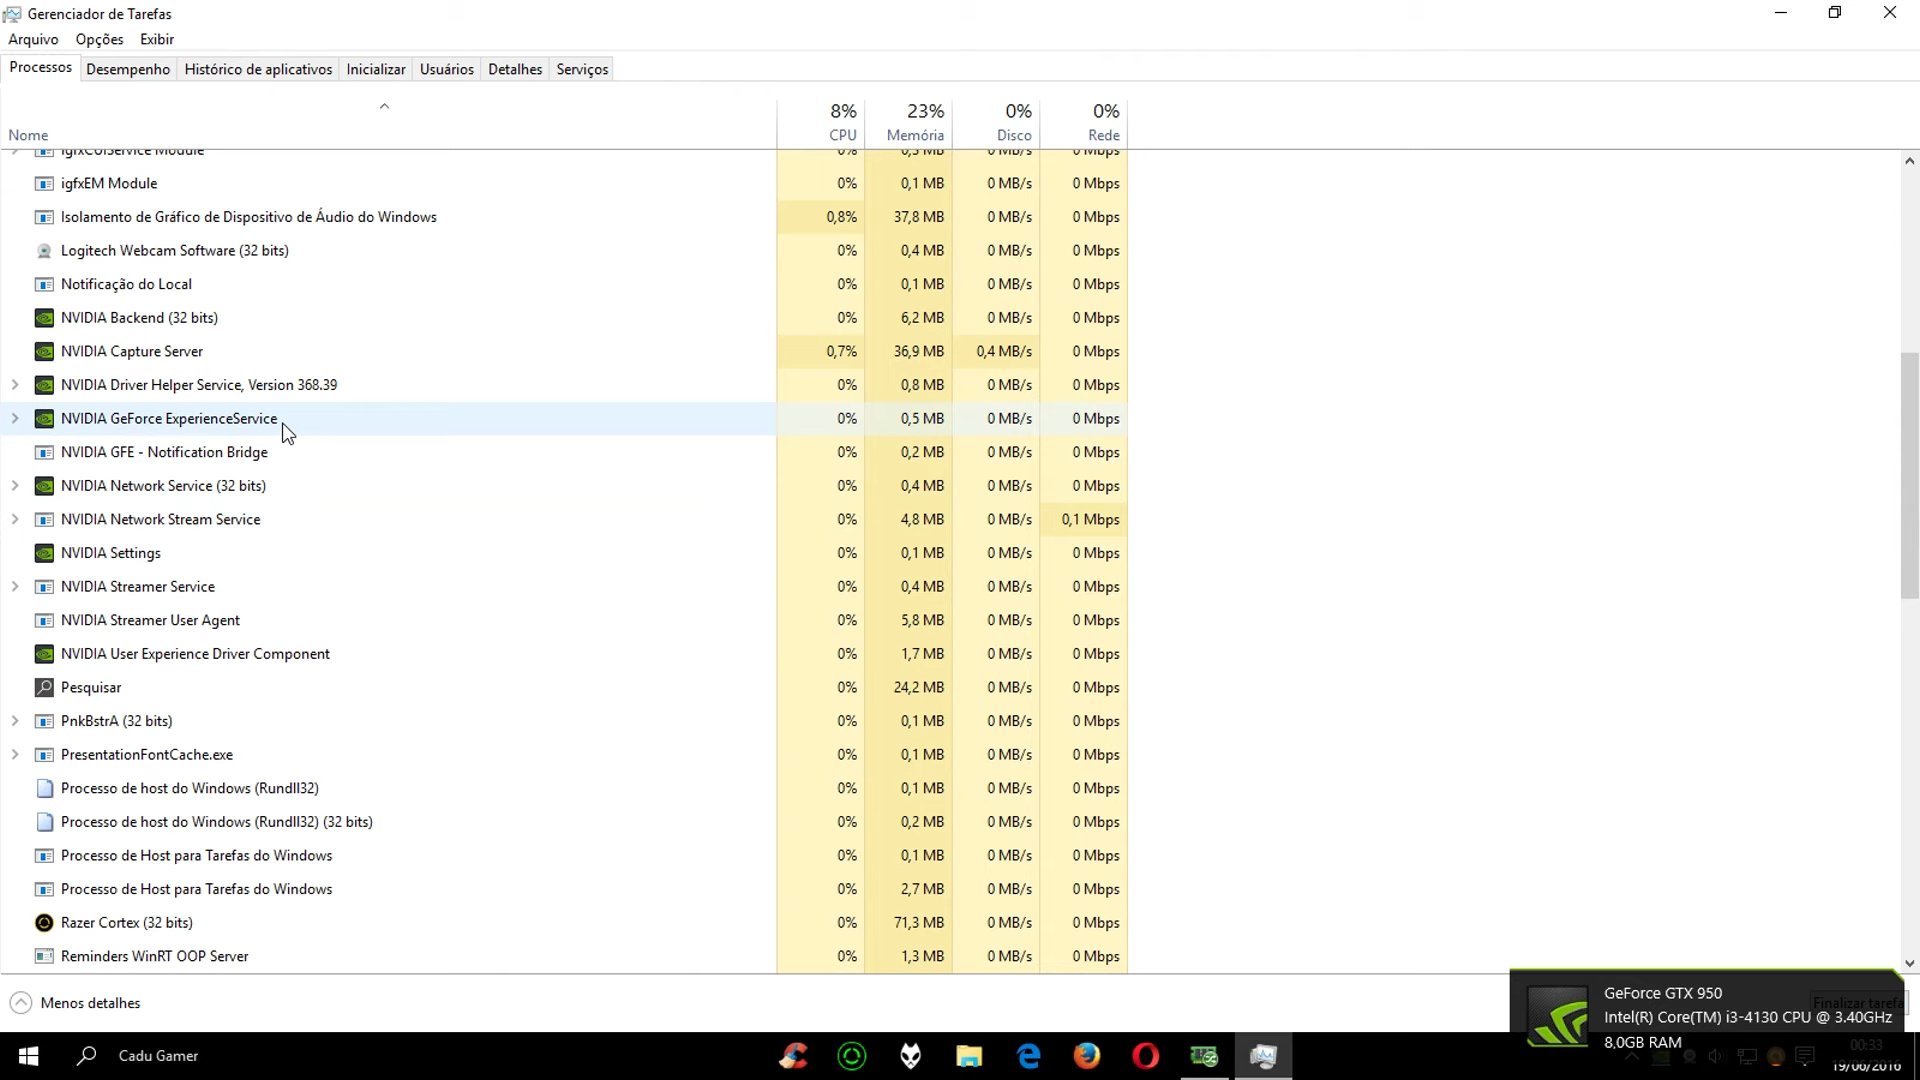 Gerenciador de Tarefas
Arquivo Opções Exibir
Processos Desempenho Histórico de aplicativos Inicializar Usuários Detalhes Serviços
8% 23% 0% 0%
Nome CPU Memória Disco Rede
igfxCUIService Module 0% 0,3 MB 0 MB/s 0 Mbps
igfxEM Module 0% 0,1 MB 0 MB/s 0 Mbps
Isolamento de Gráfico de Dispositivo de Áudio do Windows 0,8% 37,8 MB 0 MB/s 0 Mbps
Logitech Webcam Software (32 bits) 0% 0,4 MB 0 MB/s 0 Mbps
Notificação do Local 0% 0,1 MB 0 MB/s 0 Mbps
NVIDIA Backend (32 bits) 0% 6,2 MB 0 MB/s 0 Mbps
NVIDIA Capture Server 0,7% 36,9 MB 0,4 MB/s 0 Mbps
NVIDIA Driver Helper Service, Version 368.39 0% 0,8 MB 0 MB/s 0 Mbps
NVIDIA GeForce ExperienceService 0% 0,5 MB 0 MB/s 0 Mbps
NVIDIA GFE - Notification Bridge 0% 0,2 MB 0 MB/s 0 Mbps
NVIDIA Network Service (32 bits) 0% 0,4 MB 0 MB/s 0 Mbps
NVIDIA Network Stream Service 0% 4,8 MB 0 MB/s 0,1 Mbps
NVIDIA Settings 0% 0,1 MB 0 MB/s 0 Mbps
NVIDIA Streamer Service 0% 0,4 MB 0 MB/s 0 Mbps
NVIDIA Streamer User Agent 0% 5,8 MB 0 MB/s 0 Mbps
NVIDIA User Experience Driver Component 0% 1,7 MB 0 MB/s 0 Mbps
Pesquisar 0% 24,2 MB 0 MB/s 0 Mbps
PnkBstrA (32 bits) 0% 0,1 MB 0 MB/s 0 Mbps
PresentationFontCache.exe 0% 0,1 MB 0 MB/s 0 Mbps
Processo de host do Windows (Rundll32) 0% 0,1 MB 0 MB/s 0 Mbps
Processo de host do Windows (Rundll32) (32 bits) 0% 0,2 MB 0 MB/s 0 Mbps
Processo de Host para Tarefas do Windows 0% 0,1 MB 0 MB/s 0 Mbps
Processo de Host para Tarefas do Windows 0% 2,7 MB 0 MB/s 0 Mbps
Razer Cortex (32 bits) 0% 71,3 MB 0 MB/s 0 Mbps
Reminders WinRT OOP Server 0% 1,3 MB 0 MB/s 0 Mbps
Menos detalhes
Finalizar tarefa
GeForce GTX 950
Intel(R) Core(TM) i3-4130 CPU @ 3.40GHz
8,0GB RAM
Cadu Gamer
00:33
19/06/2016